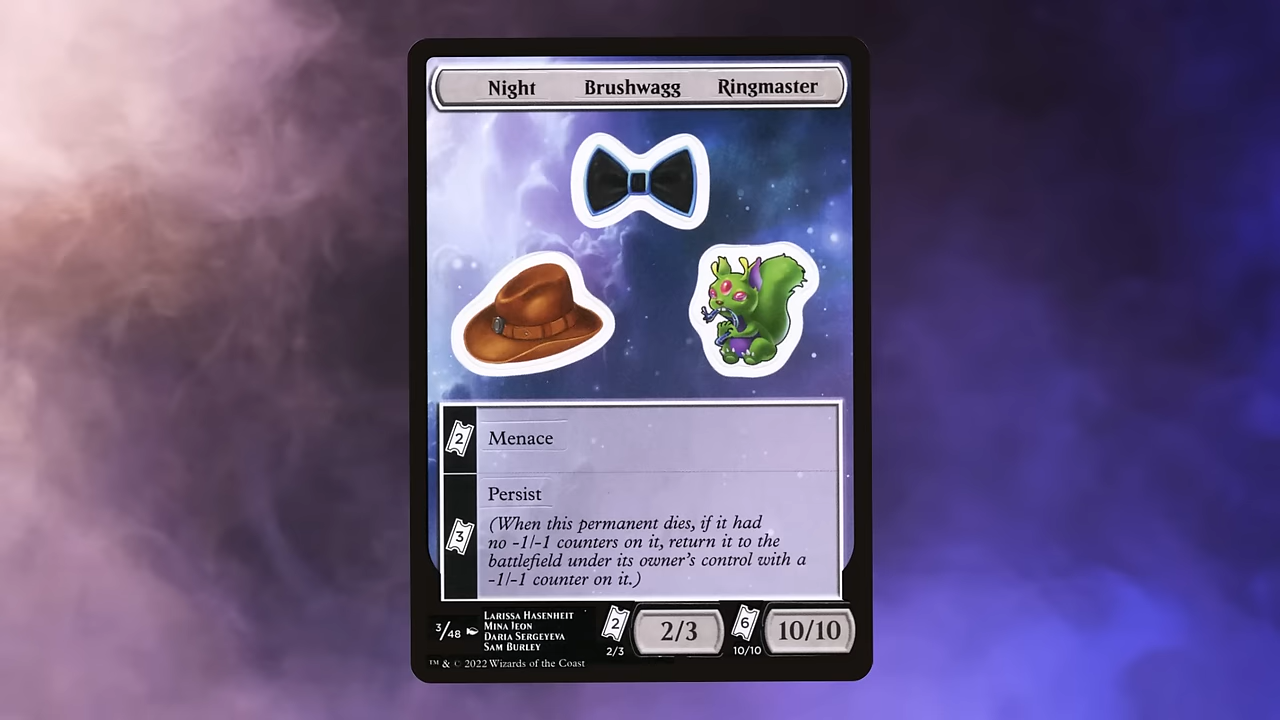 Night Brushwagg Ringmaster
2 Menace
3 Persist
(When this permanent dies, if it had
no -1/-1 counters on it, return it to the
battlefield under its owner's control with a
-1/-1 counter on it.)
3/48
LARISSA HASENHEIT
MINA JEON
DARIA SERGEYEVA
SAM BURLEY
2
2/3
2/3
6
10/10
10/10
™ & © 2022 Wizards of the Coast